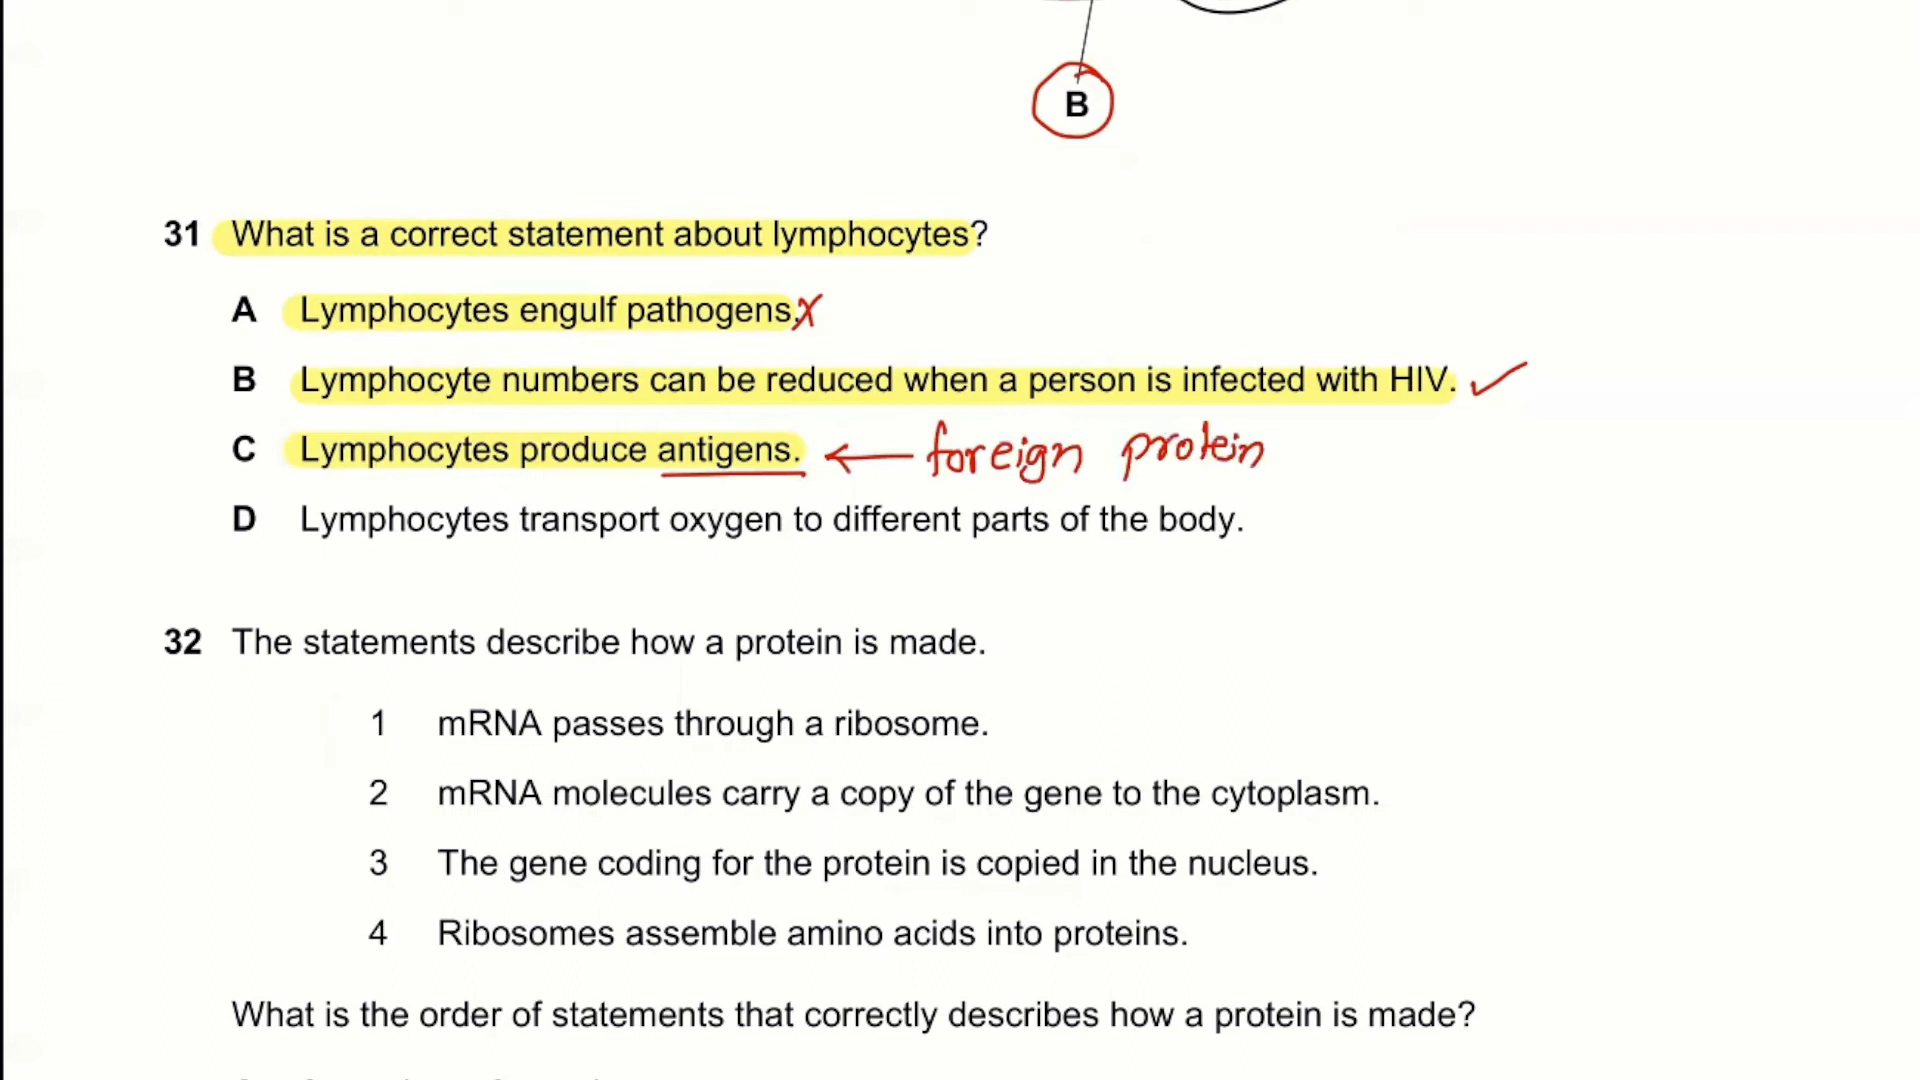 B
31 What is a correct statement about lymphocytes?
A Lymphocytes engulf pathogens. X
B Lymphocyte numbers can be reduced when a person is infected with HIV. ✓
C Lymphocytes produce antigens. ← foreign protein
D Lymphocytes transport oxygen to different parts of the body.
32 The statements describe how a protein is made.
1 mRNA passes through a ribosome.
2 mRNA molecules carry a copy of the gene to the cytoplasm.
3 The gene coding for the protein is copied in the nucleus.
4 Ribosomes assemble amino acids into proteins.
What is the order of statements that correctly describes how a protein is made?